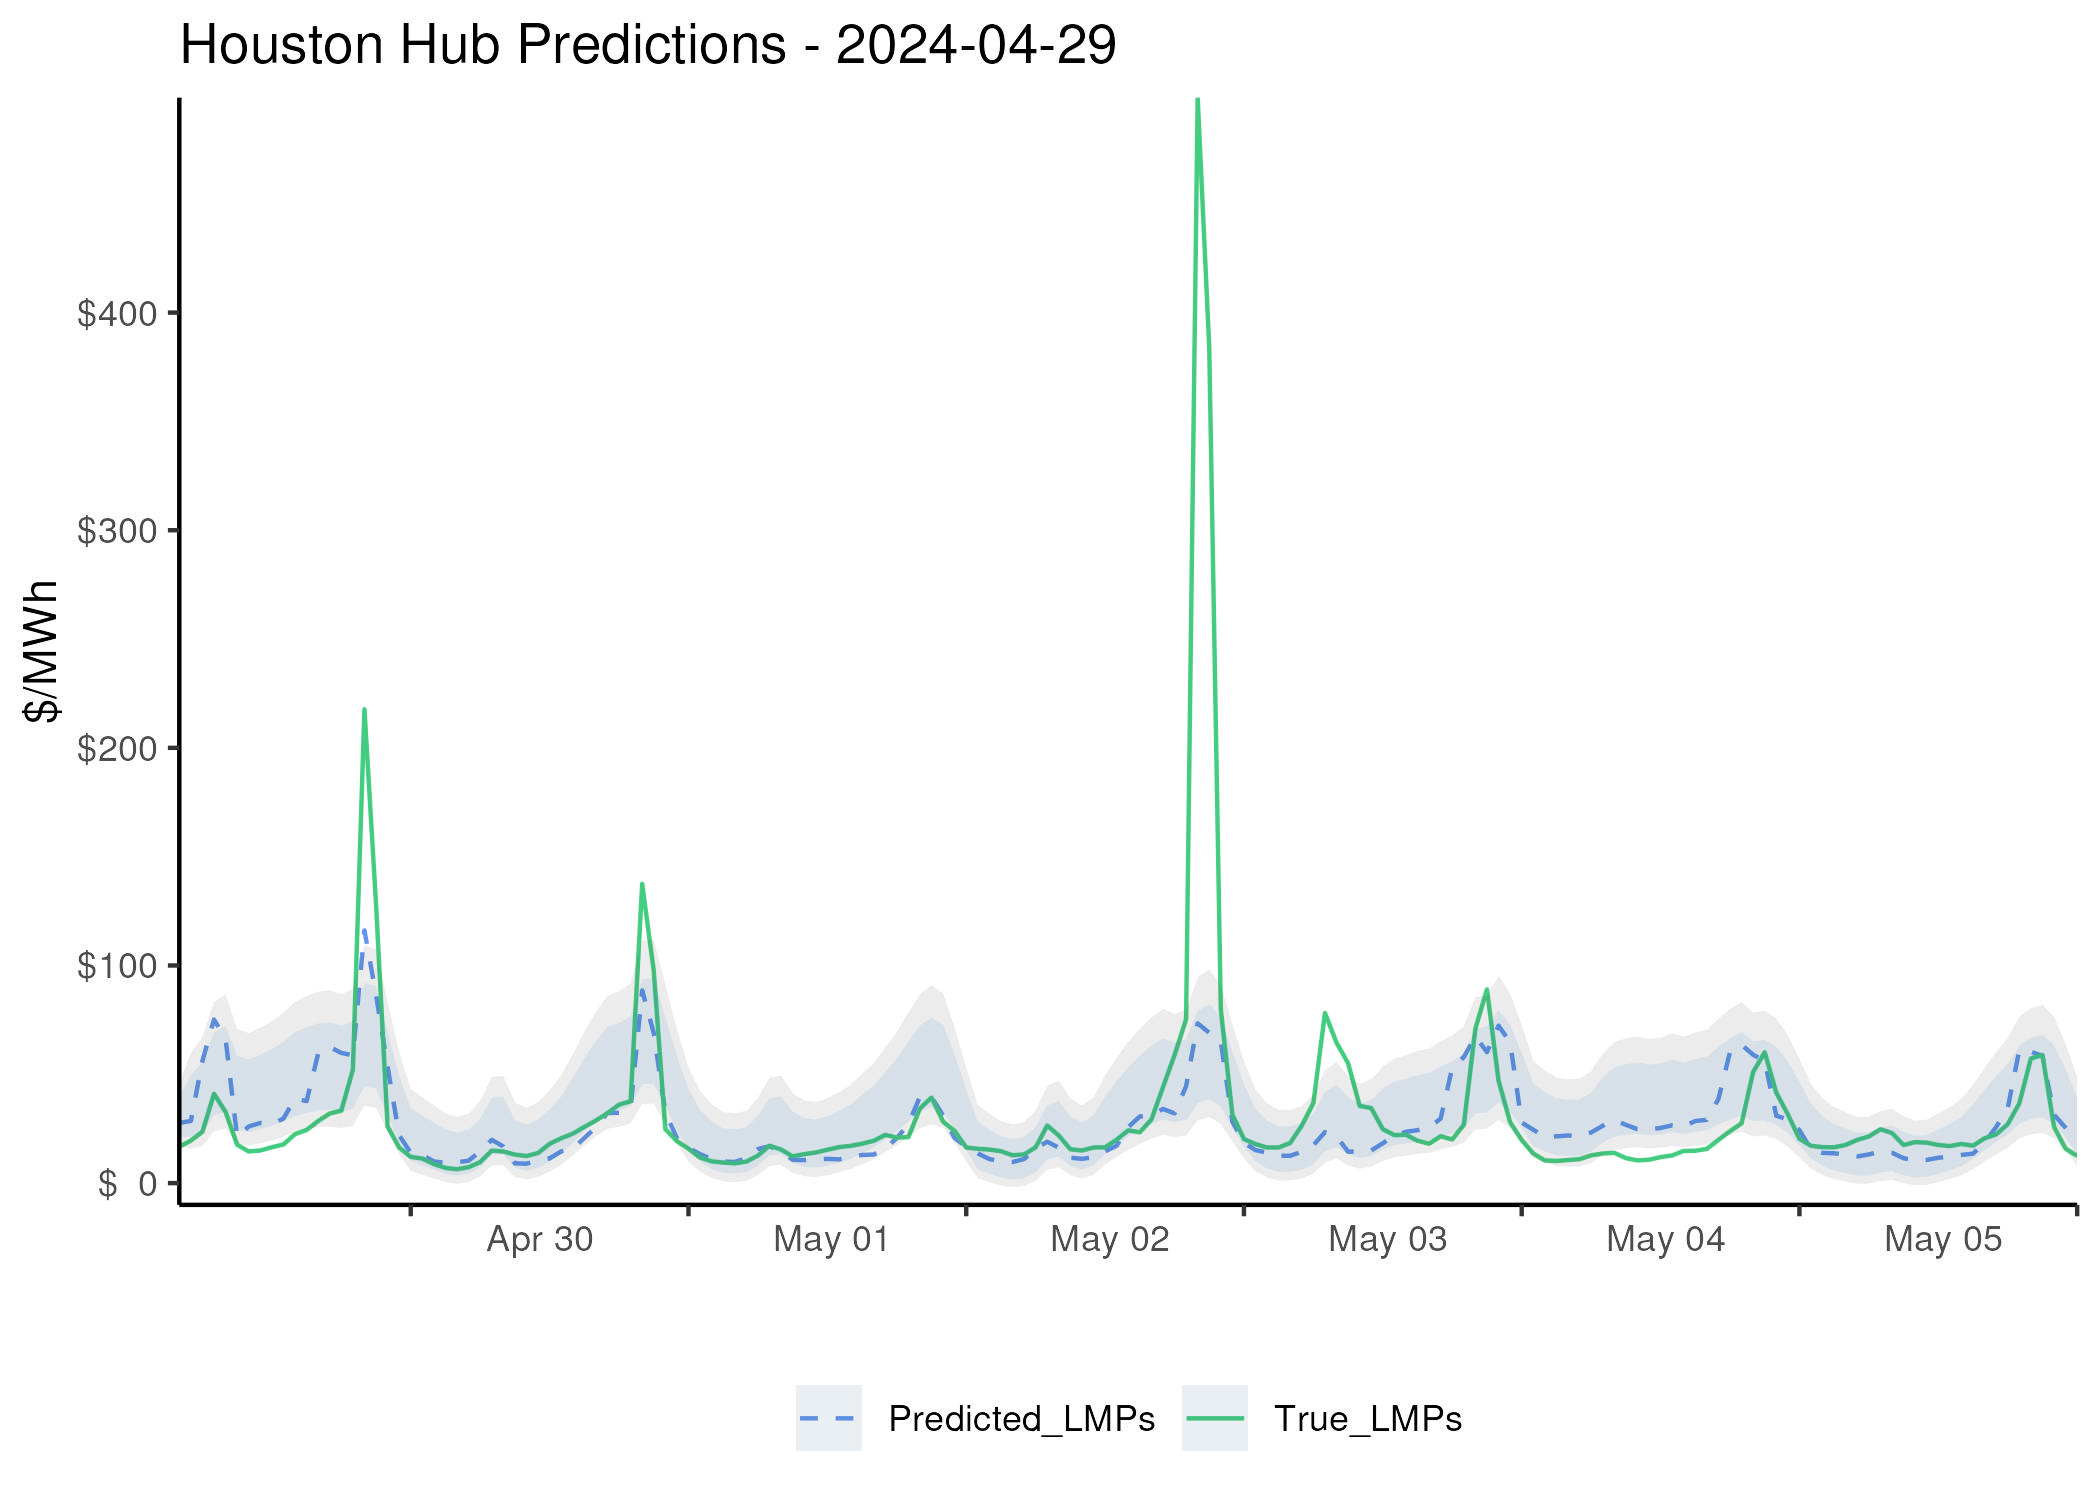 Houston Hub Predictions - 2024-04-29
$400
$300
$200
$100
$  0
$/MWh
Apr 30 May 01 May 02 May 03 May 04 May 05
Predicted_LMPs True_LMPs